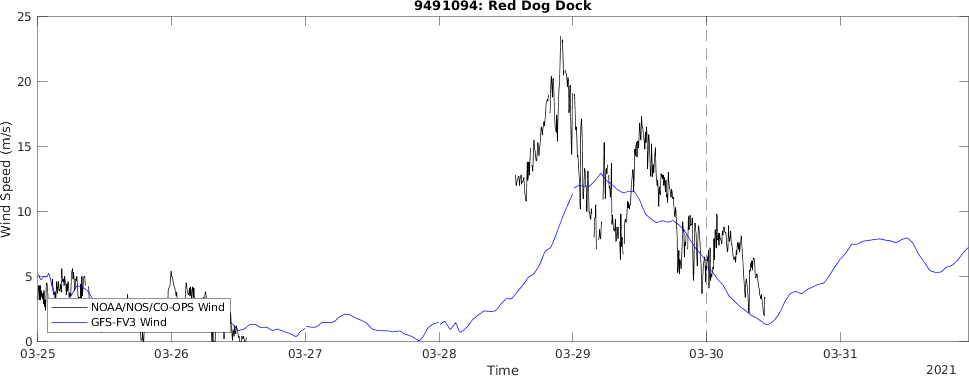 9491094: Red Dog Dock
25
20
15
10
5
0
Wind Speed (m/s)
NOAA/NOS/CO-OPS Wind
GFS-FV3 Wind
03-25 03-26 03-27 03-28 03-29 03-30 03-31
Time
2021